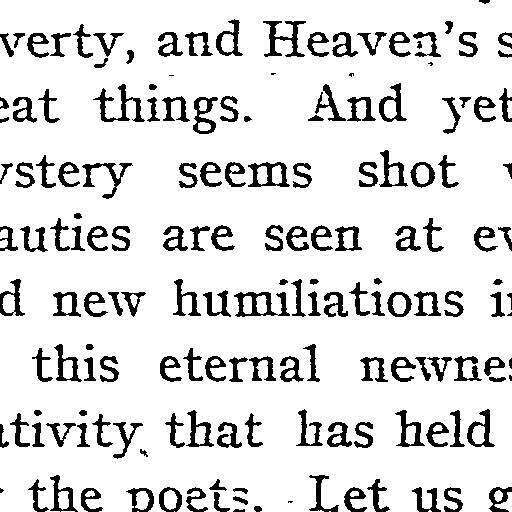 verty, and Heaven's s
eat things. And yet
ystery seems shot
auties are seen at ev
d new humiliations in
this eternal newnes
ativity that has held
the poets. Let us g